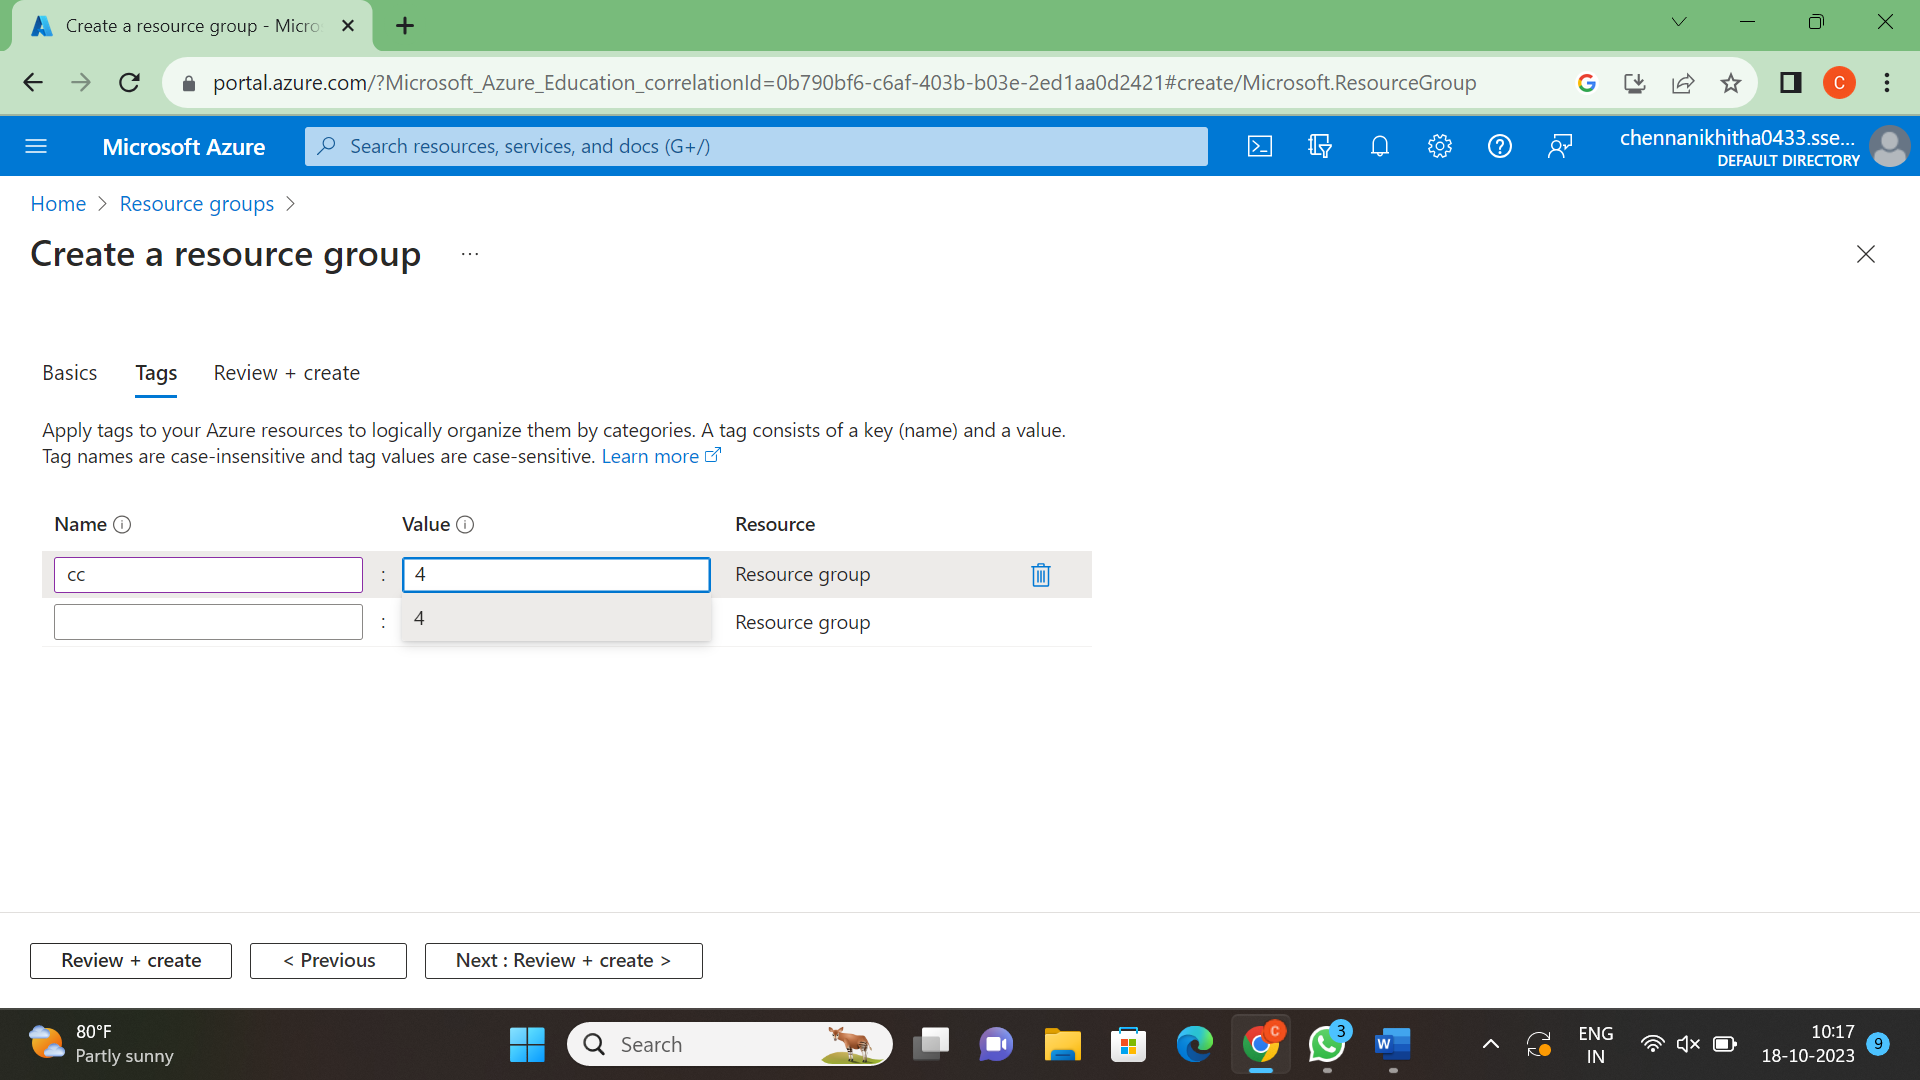 Create a resource group - Micro
portal.azure.com/?Microsoft_Azure_Education_correlationId=0b790bf6-c6af-403b-b03e-2ed1aa0d2421#create/Microsoft.ResourceGroup
C
Microsoft Azure
Search resources, services, and docs (G+/)
chennanikhitha0433.sse...
DEFAULT DIRECTORY
Home > Resource groups >
Create a resource group ...
Basics Tags Review + create
Apply tags to your Azure resources to logically organize them by categories. A tag consists of a key (name) and a value.
Tag names are case-insensitive and tag values are case-sensitive. Learn more
Name Value Resource
cc : 4 Resource group
: 4 Resource group
Review + create < Previous Next : Review + create >
80°F
Partly sunny
Search
C
3
W
ENG
IN
10:17
18-10-2023
9